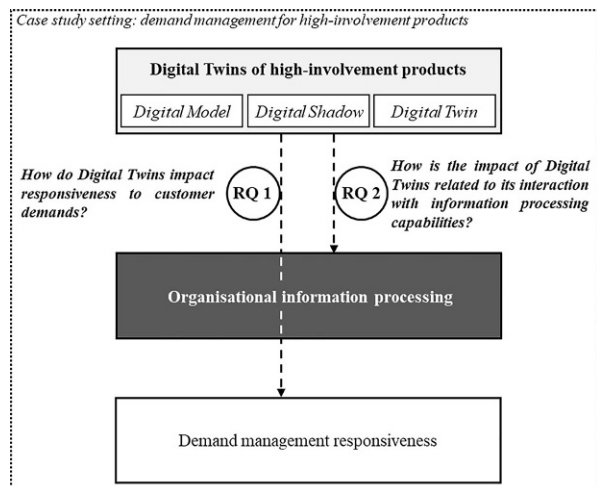 Case study setting: demand management for high-involvement products
Digital Twins of high-involvement products
Digital Model
Digital Shadow
Digital Twin
How do Digital Twins impact
responsiveness to customer
demands?
RQ 1
RQ 2
How is the impact of Digital
Twins related to its interaction
with information processing
capabilities?
Organisational information processing
Demand management responsiveness